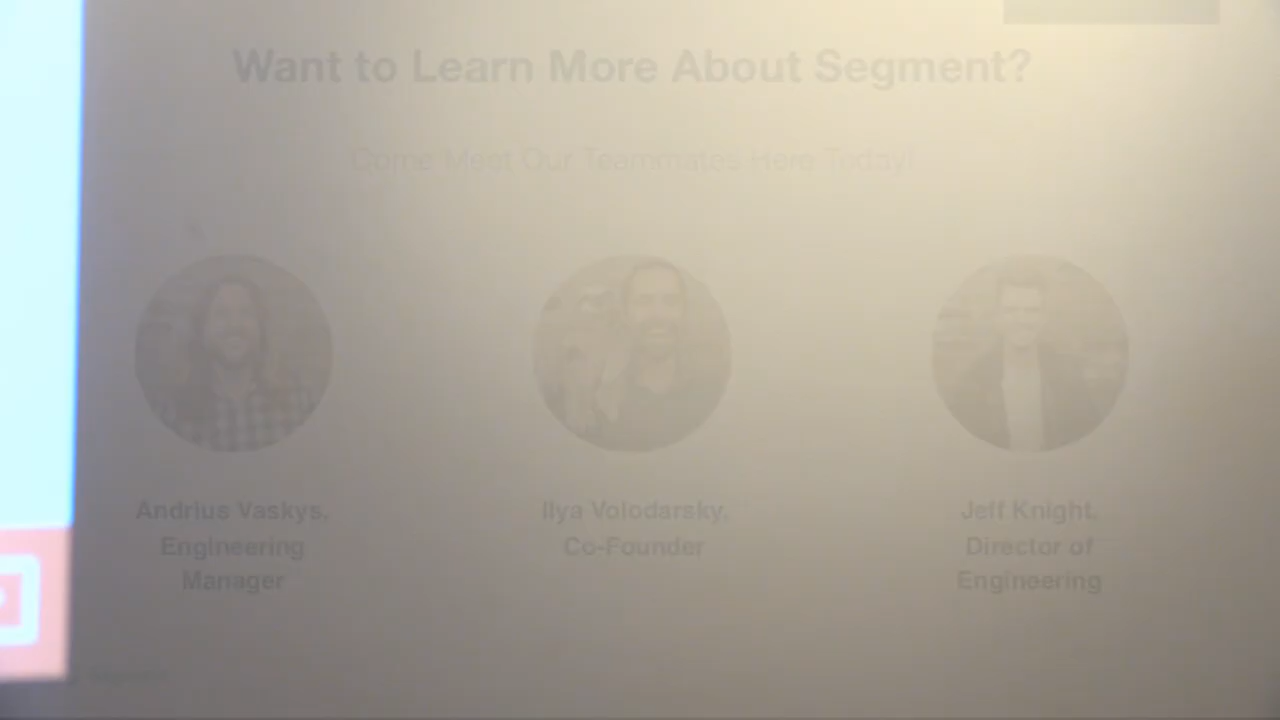 Want to Learn More About Segment?
Come Meet Our Teammates Here Today!
Andrius Vaskys,
Engineering
Manager
Ilya Volodarsky,
Co-Founder
Jeff Knight,
Director of
Engineering